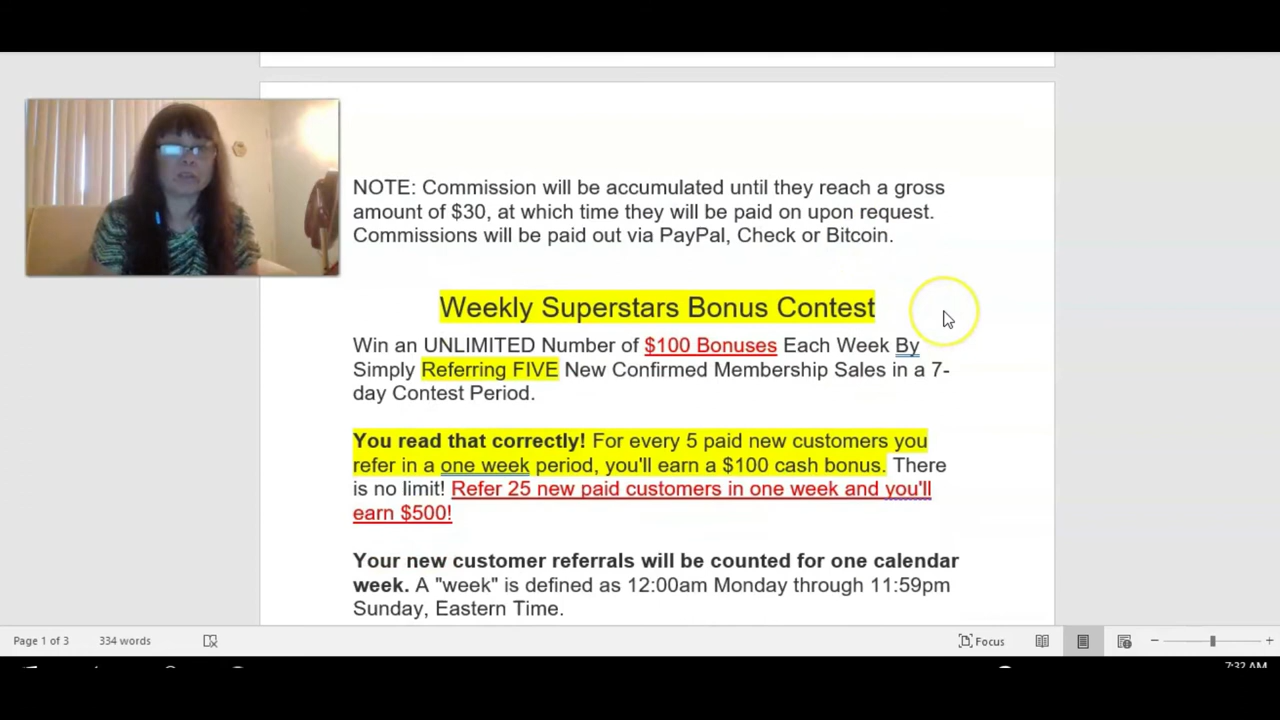 NOTE: Commission will be accumulated until they reach a gross
amount of $30, at which time they will be paid on upon request.
Commissions will be paid out via PayPal, Check or Bitcoin.
Weekly Superstars Bonus Contest
Win an UNLIMITED Number of $100 Bonuses Each Week By
Simply Referring FIVE New Confirmed Membership Sales in a 7-
day Contest Period.
You read that correctly! For every 5 paid new customers you
refer in a one week period, you'll earn a $100 cash bonus. There
is no limit! Refer 25 new paid customers in one week and you'll
earn $500!
Your new customer referrals will be counted for one calendar
week. A "week" is defined as 12:00am Monday through 11:59pm
Sunday, Eastern Time.
Page 1 of 3 334 words Focus
7:32 AM